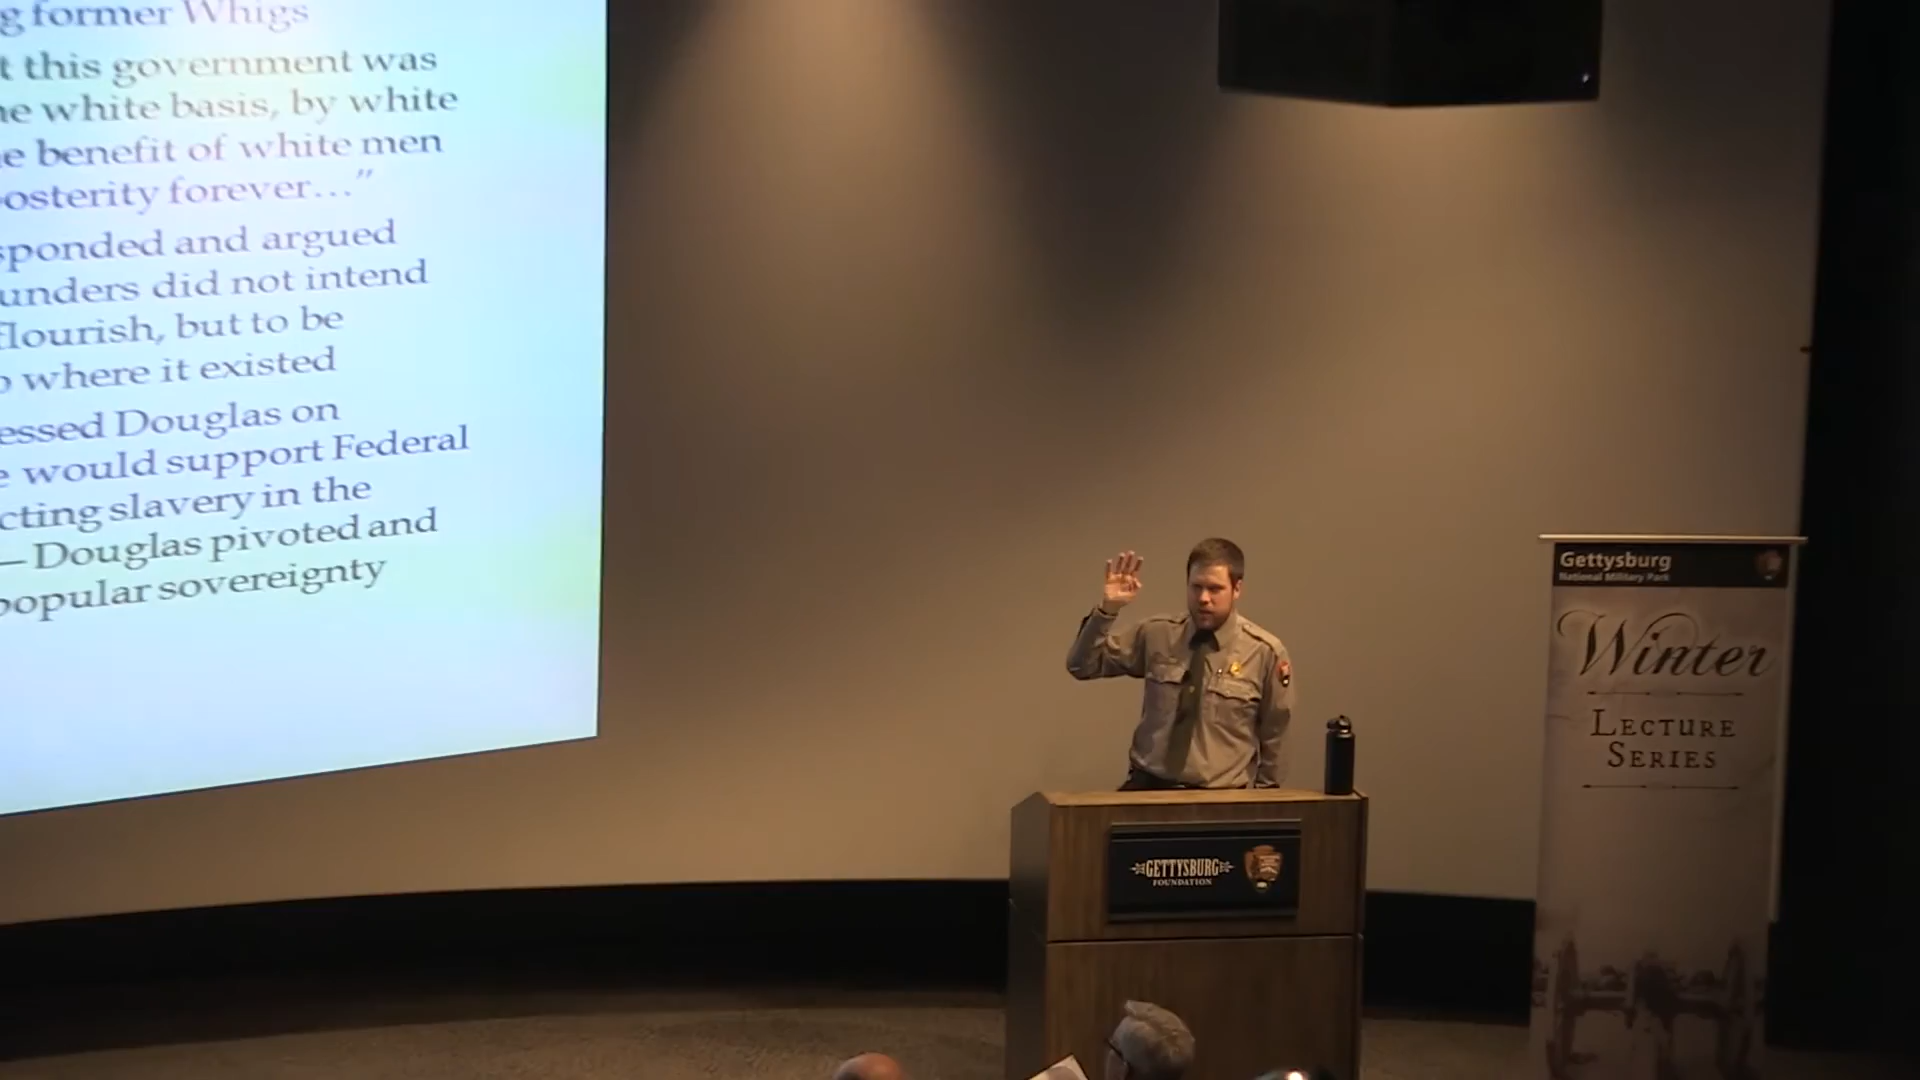 g former Whigs
t this government was
he white basis, by white
e benefit of white men
osterity forever…”
sponded and argued
unders did not intend
flourish, but to be
o where it existed
essed Douglas on
e would support Federal
cting slavery in the
– Douglas pivoted and
popular sovereignty
Gettysburg
National Military Park
Winter
LECTURE
SERIES
GETTYSBURG
FOUNDATION